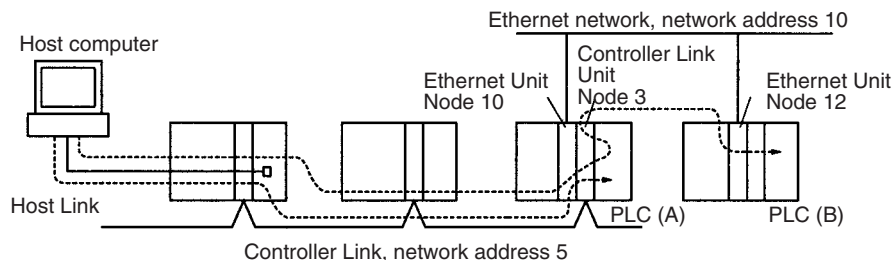 Ethernet network, network address 10
Host computer
Controller Link
Unit
Node 3
Ethernet Unit
Node 10
Ethernet Unit
Node 12
Host Link
PLC (A)
PLC (B)
Controller Link, network address 5